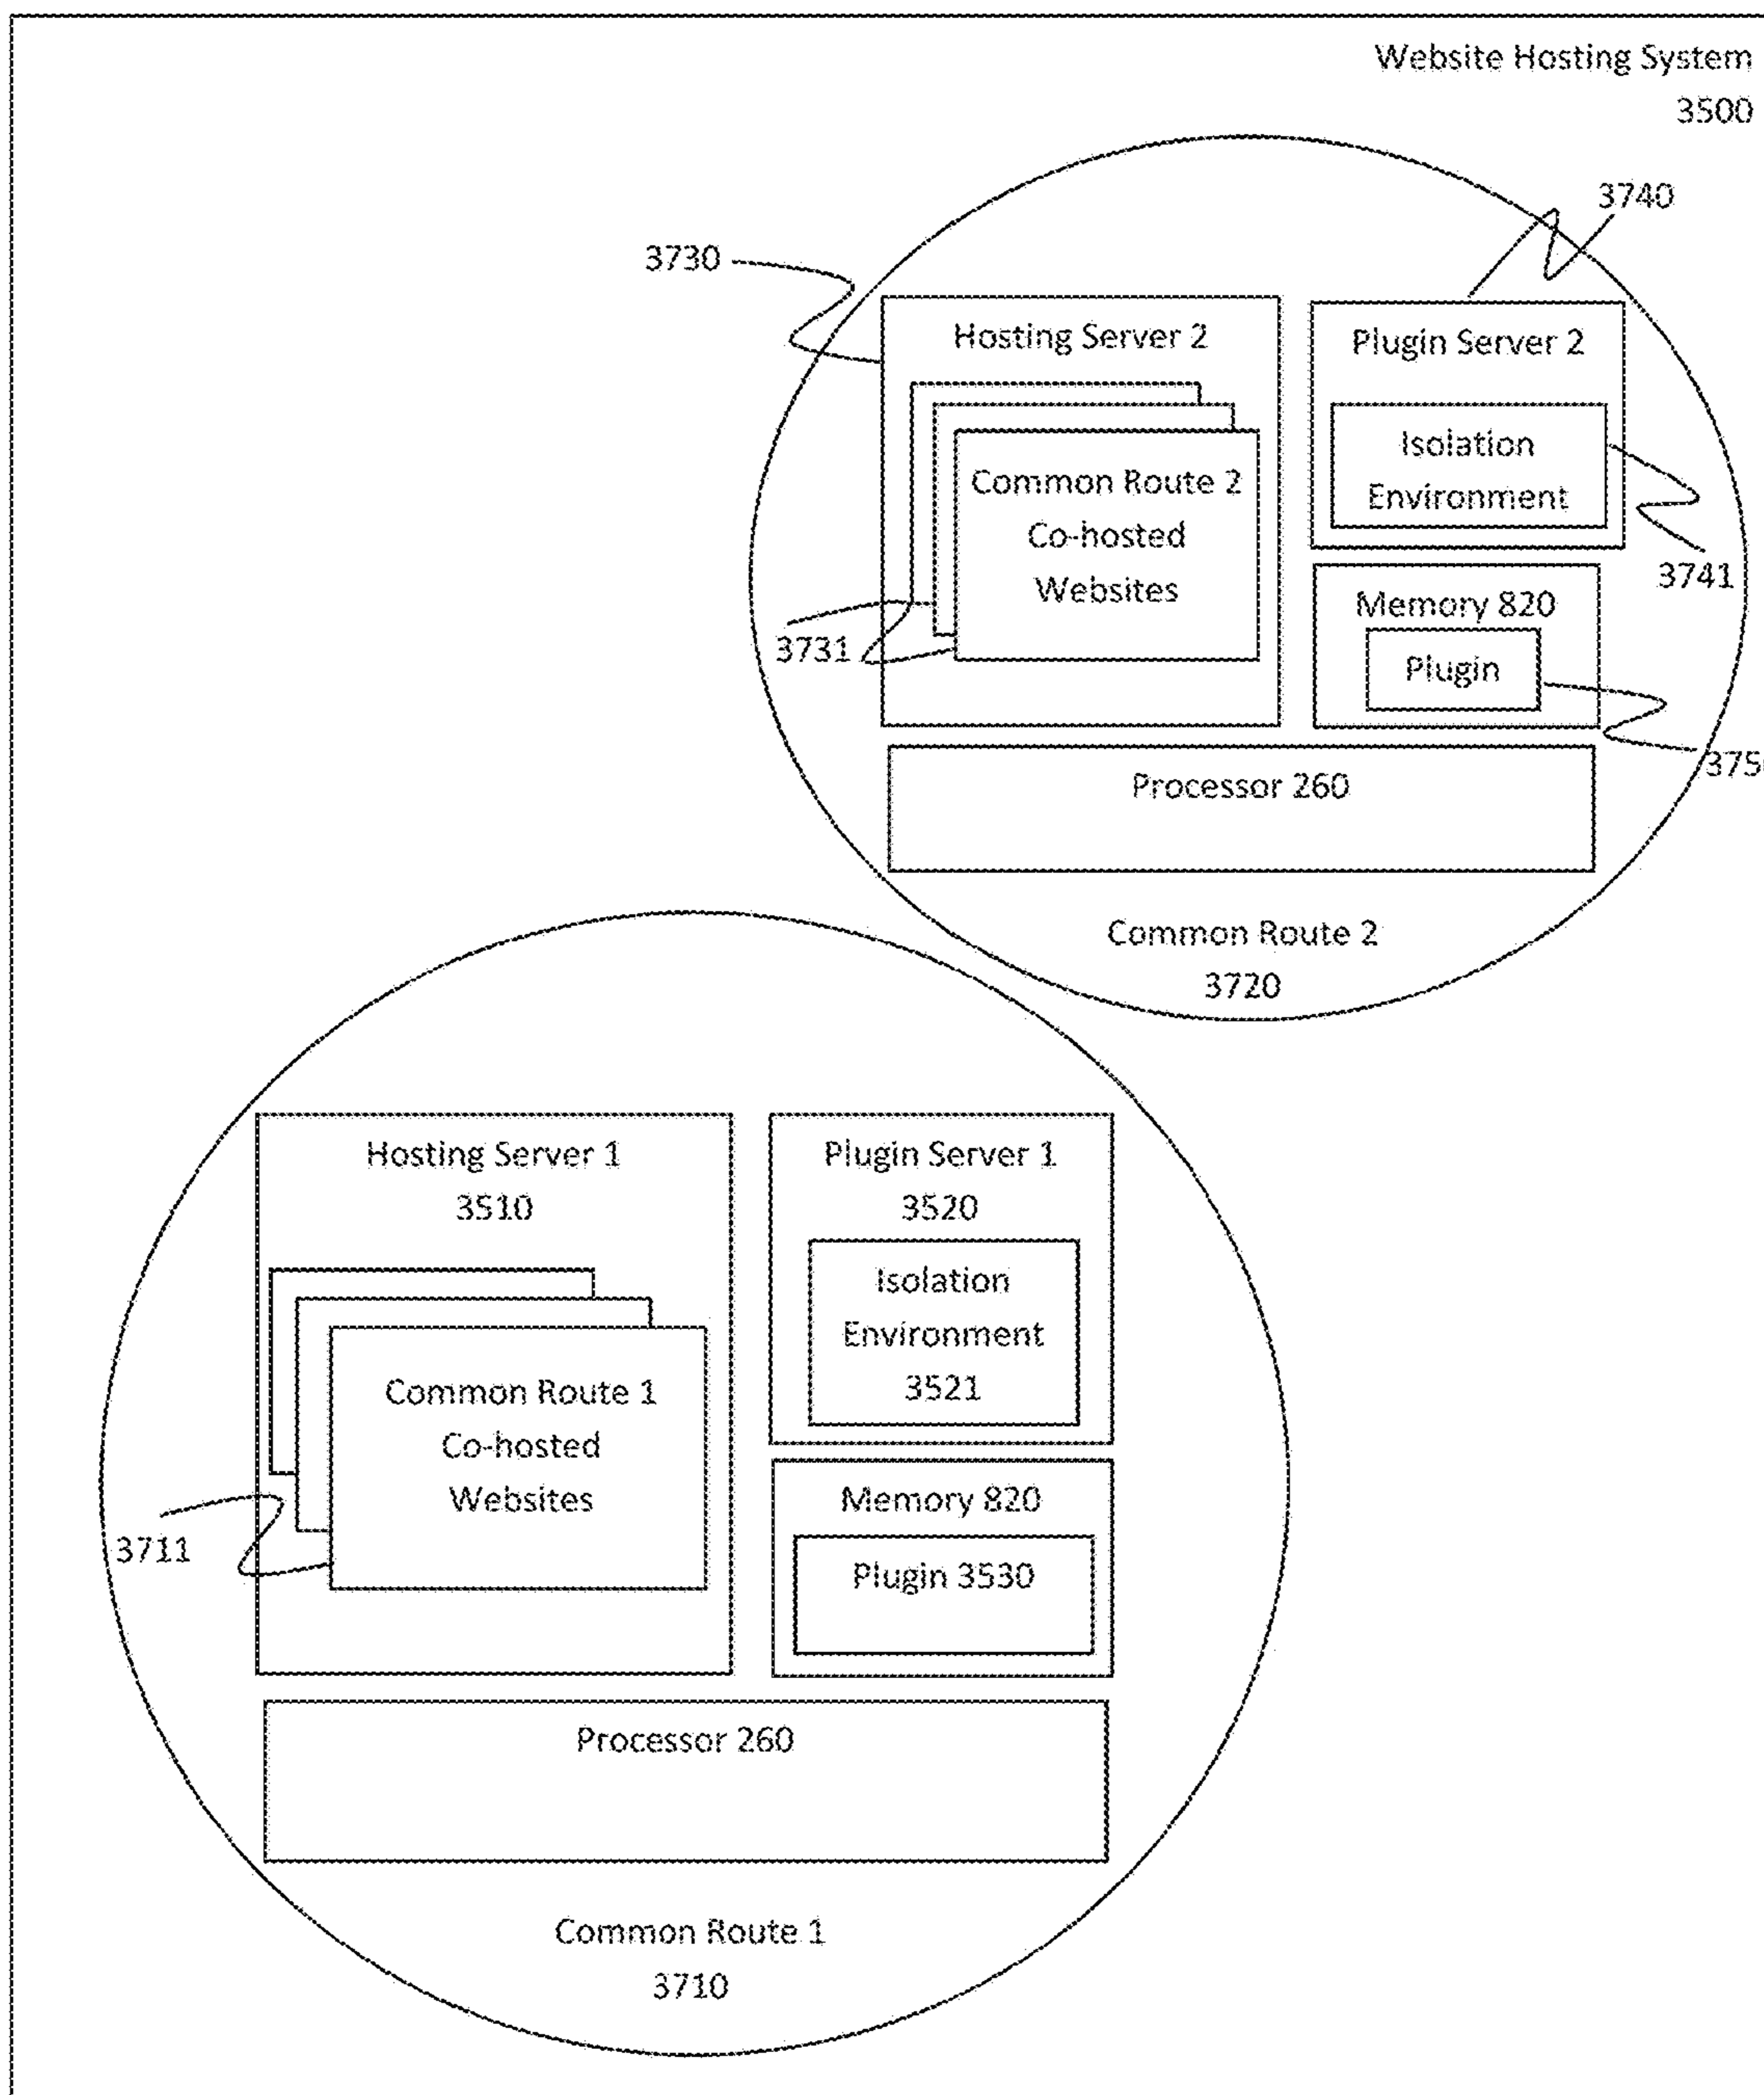 Website Hosting System
3500
3740
3730
Hosting Server 2
Plugin Server 2
Isolation
Environment
Common Route 2
Co-hosted
Websites
3741
Memory 820
3731
Plugin
Processor 260
Common Route 2
3720
Hosting Server 1
3510
Plugin Server 1
3520
Isolation
Environment
3521
Common Route 1
Co-hosted
Websites
Memory 820
3711
Plugin 3530
Processor 260
Common Route 1
3710